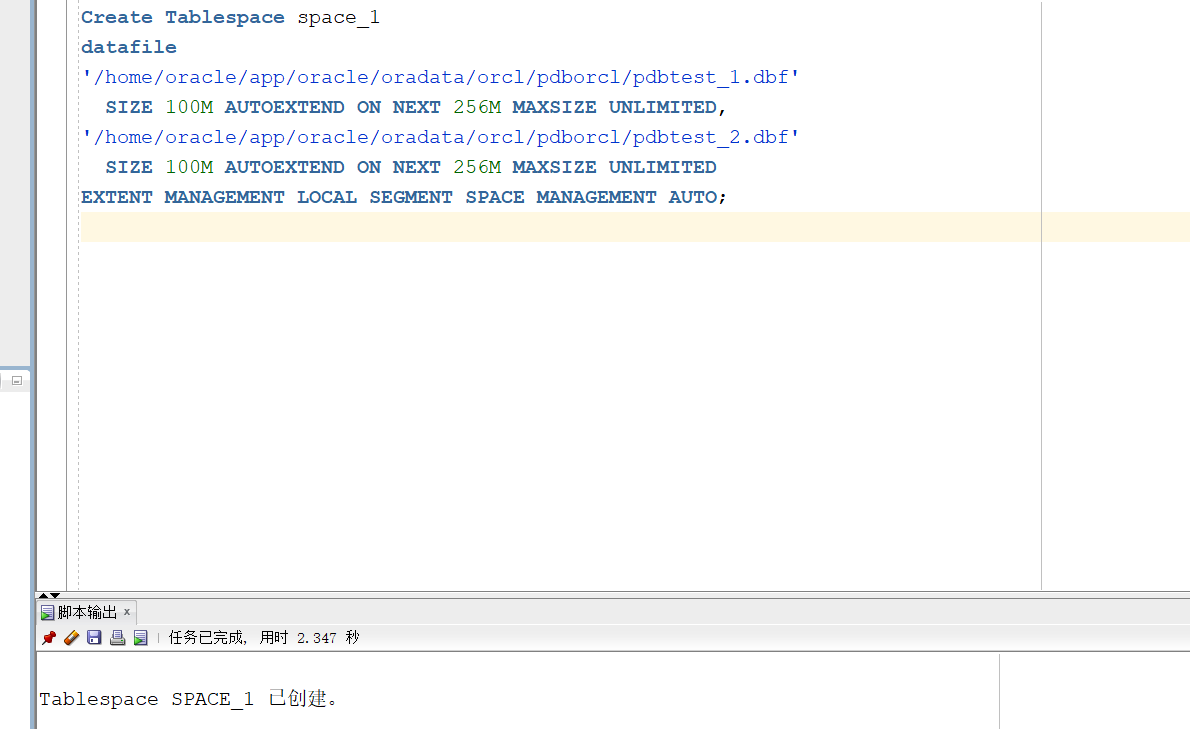 Create Tablespace space_1
datafile
'/home/oracle/app/oracle/oradata/orcl/pdborcl/pdbtest_1.dbf'
  SIZE 100M AUTOEXTEND ON NEXT 256M MAXSIZE UNLIMITED,
'/home/oracle/app/oracle/oradata/orcl/pdborcl/pdbtest_2.dbf'
  SIZE 100M AUTOEXTEND ON NEXT 256M MAXSIZE UNLIMITED
EXTENT MANAGEMENT LOCAL SEGMENT SPACE MANAGEMENT AUTO;
脚本输出 x
任务已完成, 用时 2.347 秒
Tablespace SPACE_1 已创建。